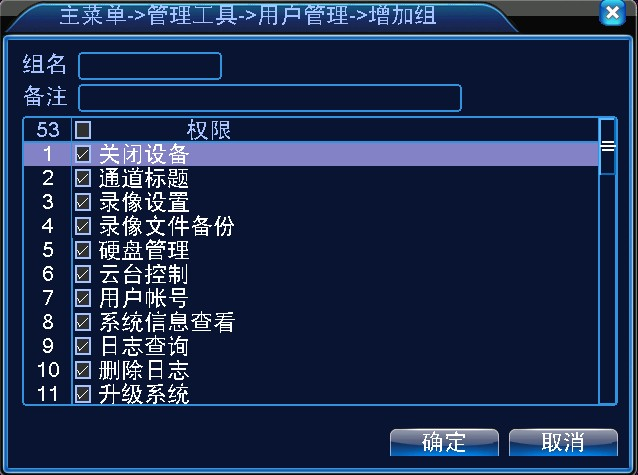 主菜单->管理工具->用户管理->增加组
组名
备注
53 权限
1 关闭设备
2 通道标题
3 录像设置
4 录像文件备份
5 硬盘管理
6 云台控制
7 用户帐号
8 系统信息查看
9 日志查询
10 删除日志
11 升级系统
确定 取消